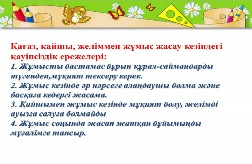 Қағаз, қайшы, желіммен жұмыс жасау кезіндегі
қауіпсіздік ережелері:
1. Жұмысты бастамас бұрын құрал-саймандарды
түгендеп,мұқият тексеру керек.
2. Жұмыс кезінде әр нәрсеге алаңдаушы болма және
басқаға кедергі жасама.
3. Қайшымен жұмыс кезінде мұқият болу, желімді
ауызға салуға болмайды
4. Жұмыс соңында жасап жатқан бұйымыңды
мұғалімге тапсыр.